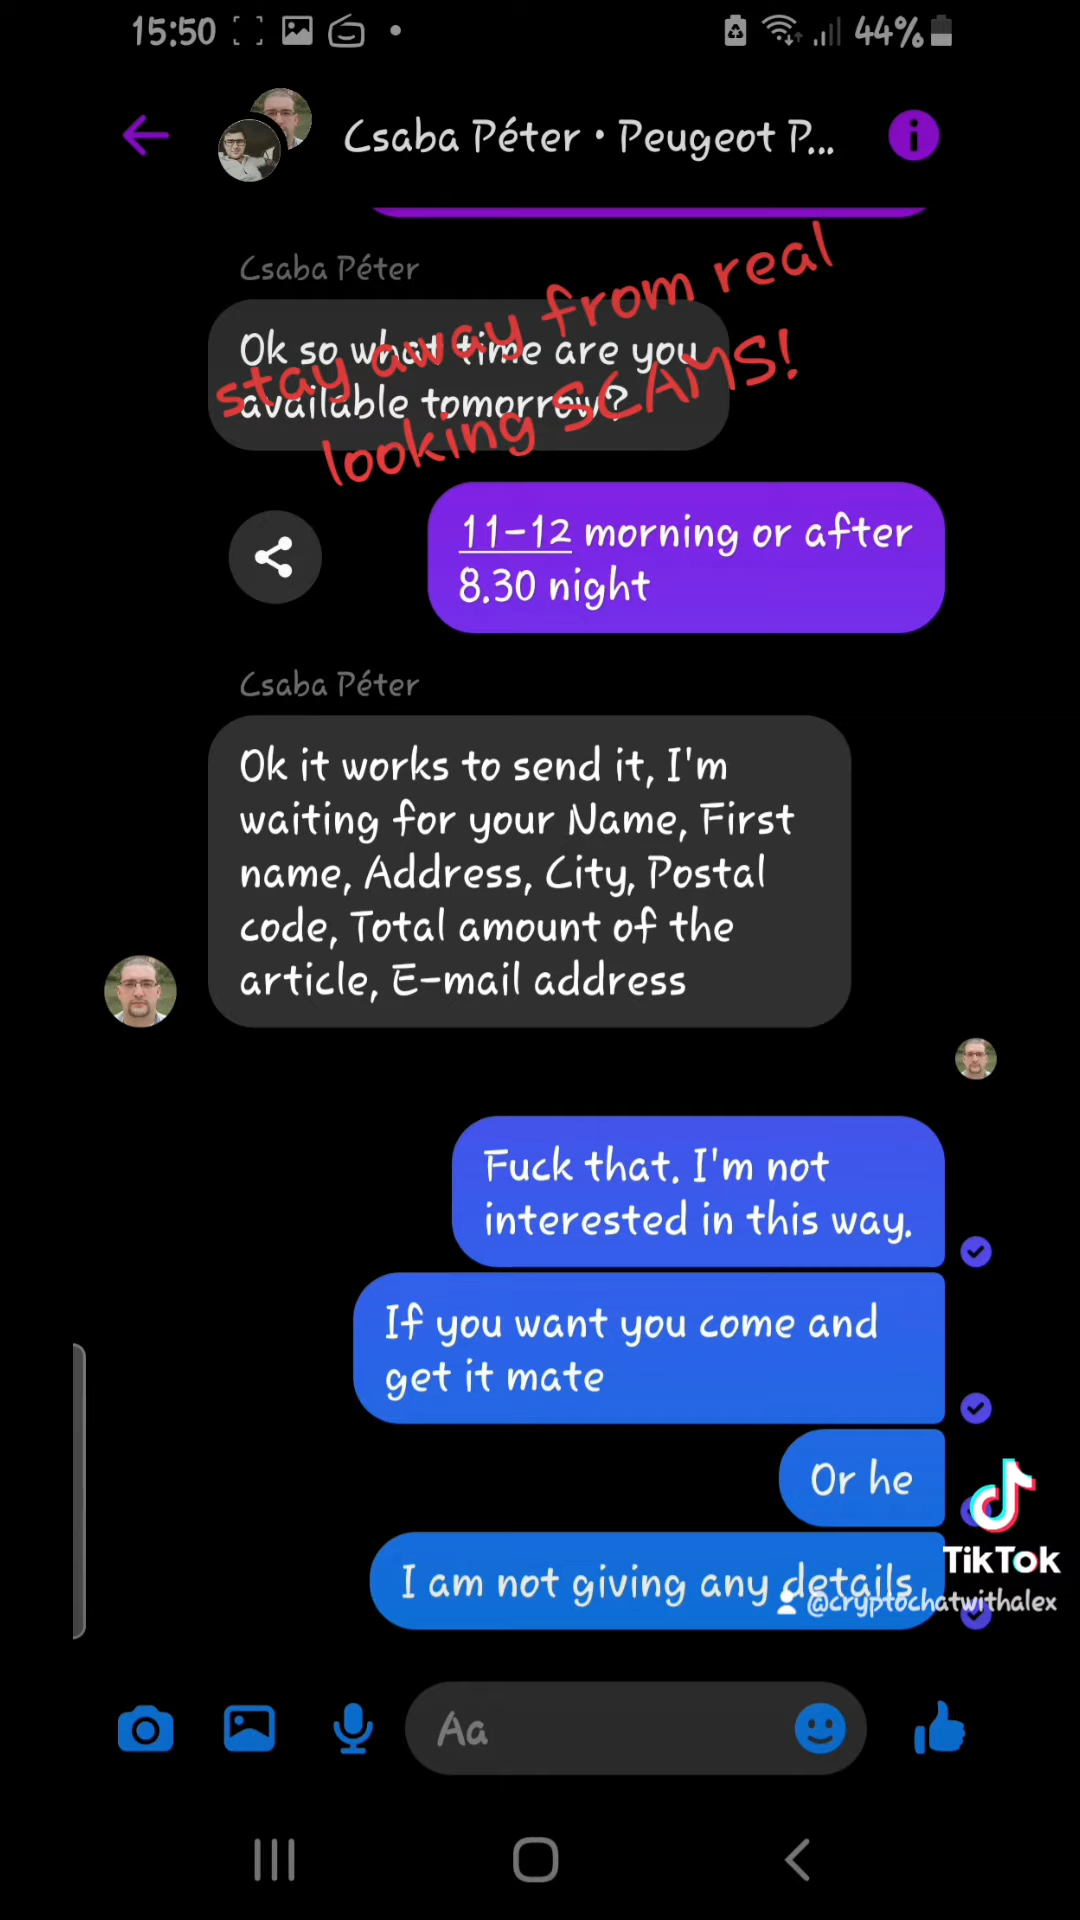 15:50
44%
Csaba Péter • Peugeot P...
Csaba Péter
stay away from real
looking SCAMS!
Ok so what time are you
available tomorrow?
11-12 morning or after
8.30 night
Csaba Péter
Ok it works to send it, I'm
waiting for your Name, First
name, Address, City, Postal
code, Total amount of the
article, E-mail address
Fuck that. I'm not
interested in this way.
If you want you come and
get it mate
Or he
I am not giving any details
TikTok
@cryptochatwithalex
Aa